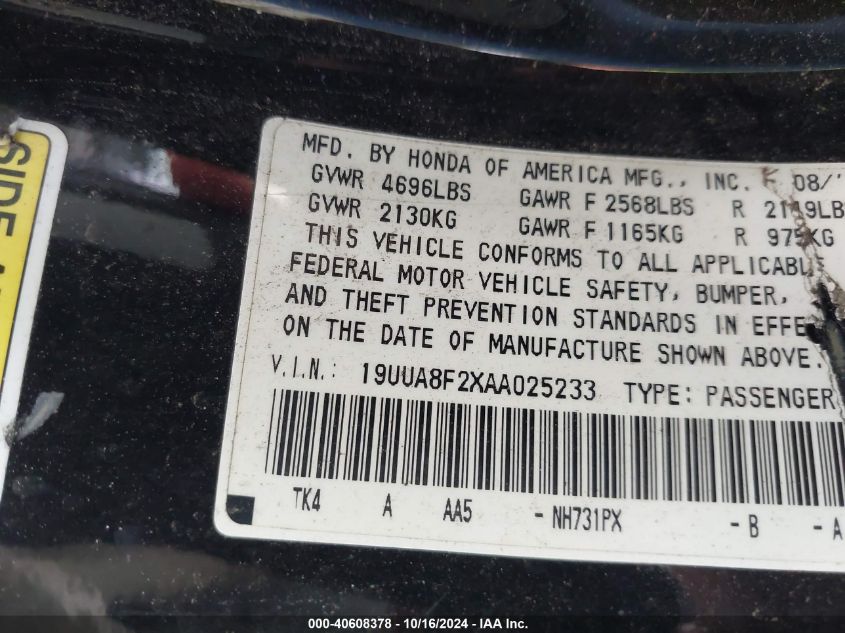 SIDE
MFD. BY HONDA OF AMERICA MFG., INC. 08/
GVWR 4696LBS GAWR F 2568LBS R
GVWR 2130KG GAWR F 1165KG R
THIS VEHICLE CONFORMS TO ALL
FEDERAL MOTOR VEHICLE SAFETY, BUMPER,
AND THEFT PREVENTION STANDARDS IN
ON THE DATE OF MANUFACTURE SHOWN ABOVE.
V.I.N.: 19UUA8F2XAA025233 TYPE: PASSENGER
TK4 A AA5 - NH731PX - B - A
000-40608378 - 10/16/2024 - IAA Inc.